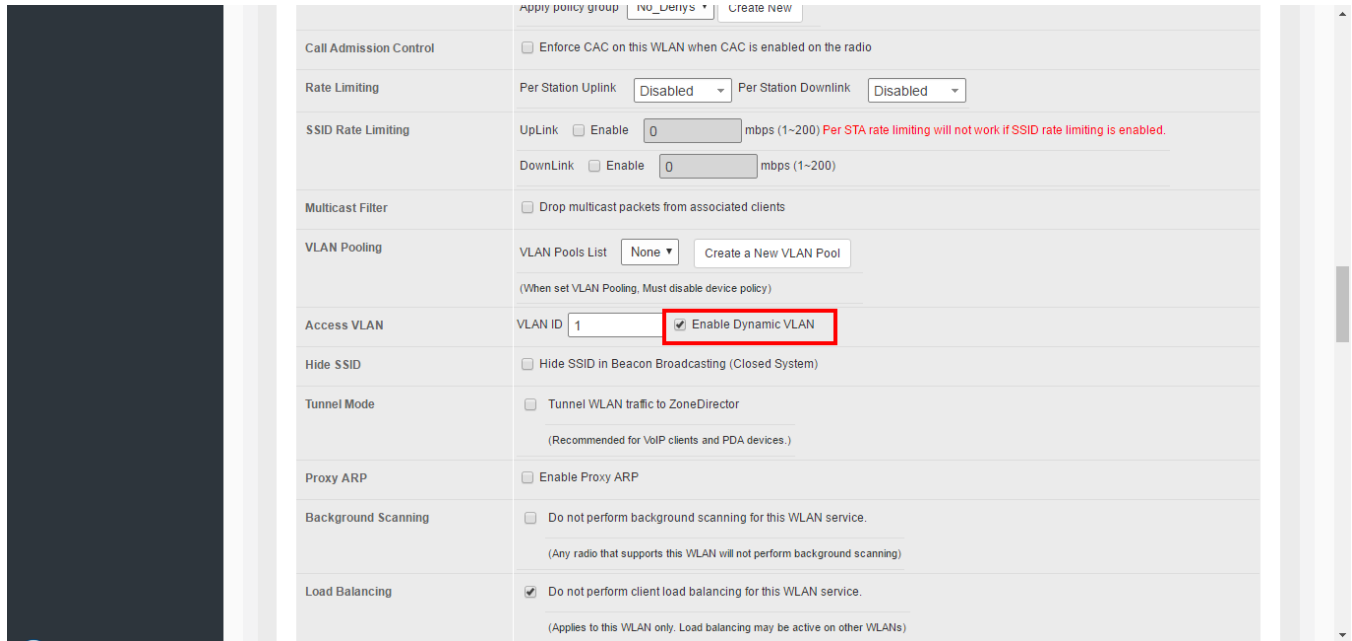 Apply policy group No_Denys Create New
Call Admission Control Enforce CAC on this WLAN when CAC is enabled on the radio
Rate Limiting Per Station Uplink Disabled Per Station Downlink Disabled
SSID Rate Limiting UpLink Enable 0 mbps (1~200) Per STA rate limiting will not work if SSID rate limiting is enabled.
DownLink Enable 0 mbps (1~200)
Multicast Filter Drop multicast packets from associated clients
VLAN Pooling VLAN Pools List None Create a New VLAN Pool
(When set VLAN Pooling, Must disable device policy)
Access VLAN VLAN ID 1 Enable Dynamic VLAN
Hide SSID Hide SSID in Beacon Broadcasting (Closed System)
Tunnel Mode Tunnel WLAN traffic to ZoneDirector
(Recommended for VoIP clients and PDA devices.)
Proxy ARP Enable Proxy ARP
Background Scanning Do not perform background scanning for this WLAN service.
(Any radio that supports this WLAN will not perform background scanning)
Load Balancing Do not perform client load balancing for this WLAN service.
(Applies to this WLAN only. Load balancing may be active on other WLANs)